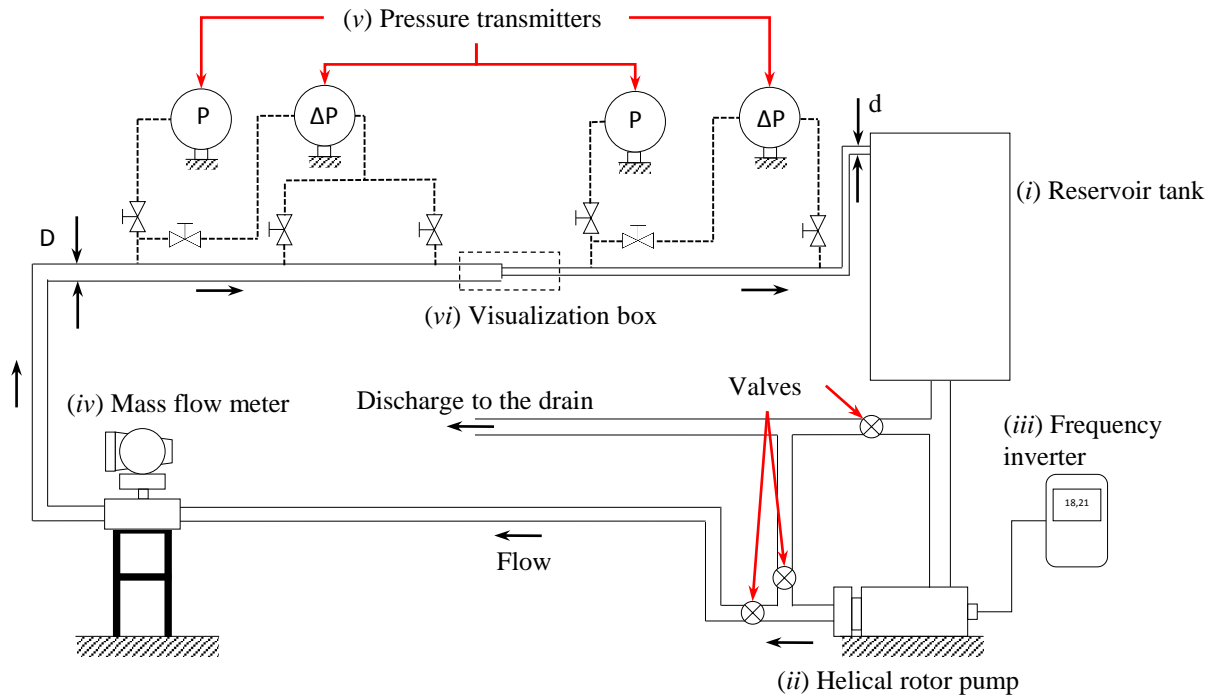 (v) Pressure transmitters
P
ΔP
P
ΔP
d
(i) Reservoir tank
D
(vi) Visualization box
Valves
(iv) Mass flow meter
Discharge to the drain
(iii) Frequency
inverter
18,21
Flow
(ii) Helical rotor pump